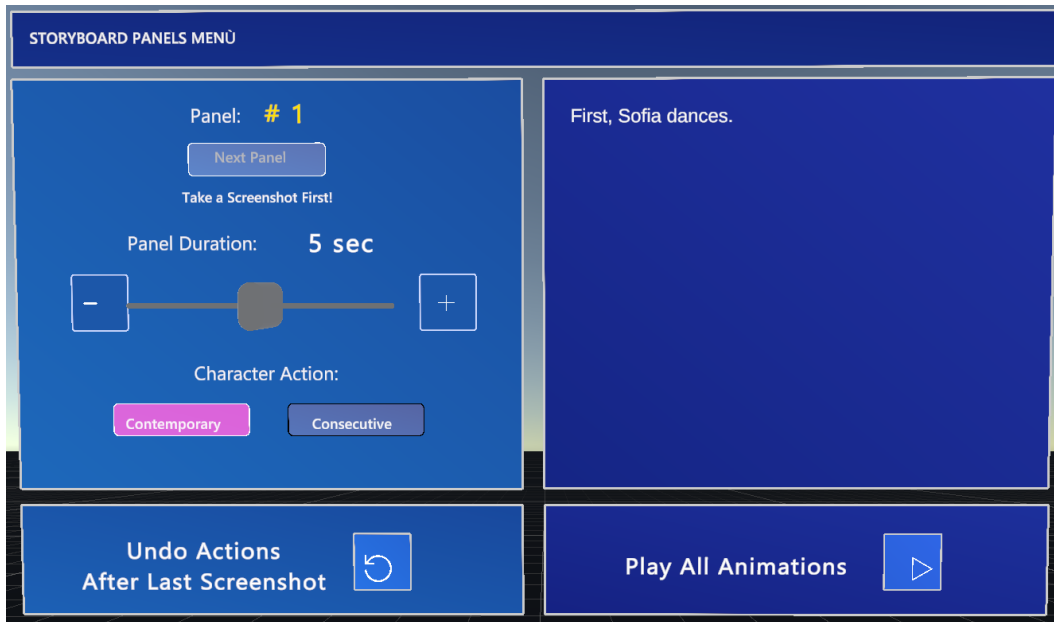 STORYBOARD PANELS MENÙ
Panel: # 1
Next Panel
Take a Screenshot First!
Panel Duration: 5 sec
Character Action:
Contemporary Consecutive
First, Sofia dances.
Undo Actions
After Last Screenshot
Play All Animations